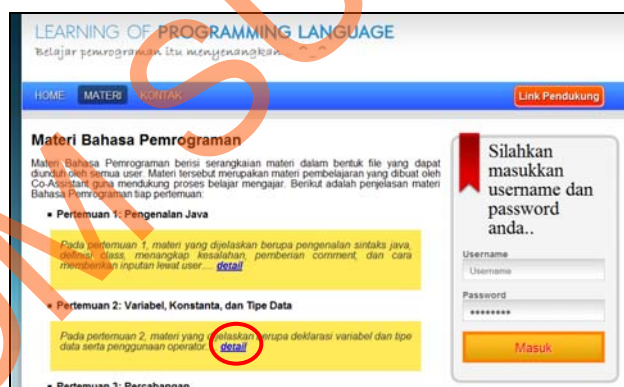 LEARNING OF PROGRAMMING LANGUAGE
Belajar pemrograman itu menyenangkan... ^_^
HOME MATERI KONTAK
Link Pendukung
Materi Bahasa Pemrograman
Materi Bahasa Pemrograman berisi serangkaian materi dalam bentuk file yang dapat
diunduh oleh semua user. Materi tersebut merupakan materi pembelajaran yang dibuat oleh
Co-Assistant guna mendukung proses belajar mengajar. Berikut adalah penjelasan materi
Bahasa Pemrograman tiap pertemuan:
Pertemuan 1: Pengenalan Java
Pada pertemuan 1, materi yang dijelaskan berupa pengenalan sintaks java,
definisi class, menangkap kesalahan, pemberian comment, dan cara
memberikan inputan lewat user.... detail
Pertemuan 2: Variabel, Konstanta, dan Tipe Data
Pada pertemuan 2, materi yang dijelaskan berupa deklarasi variabel dan tipe
data serta penggunaan operator... detail
Pertemuan 3: Percabangan
Silahkan
masukkan
username dan
password
anda..
Username
Username
Password
••••••••
Masuk